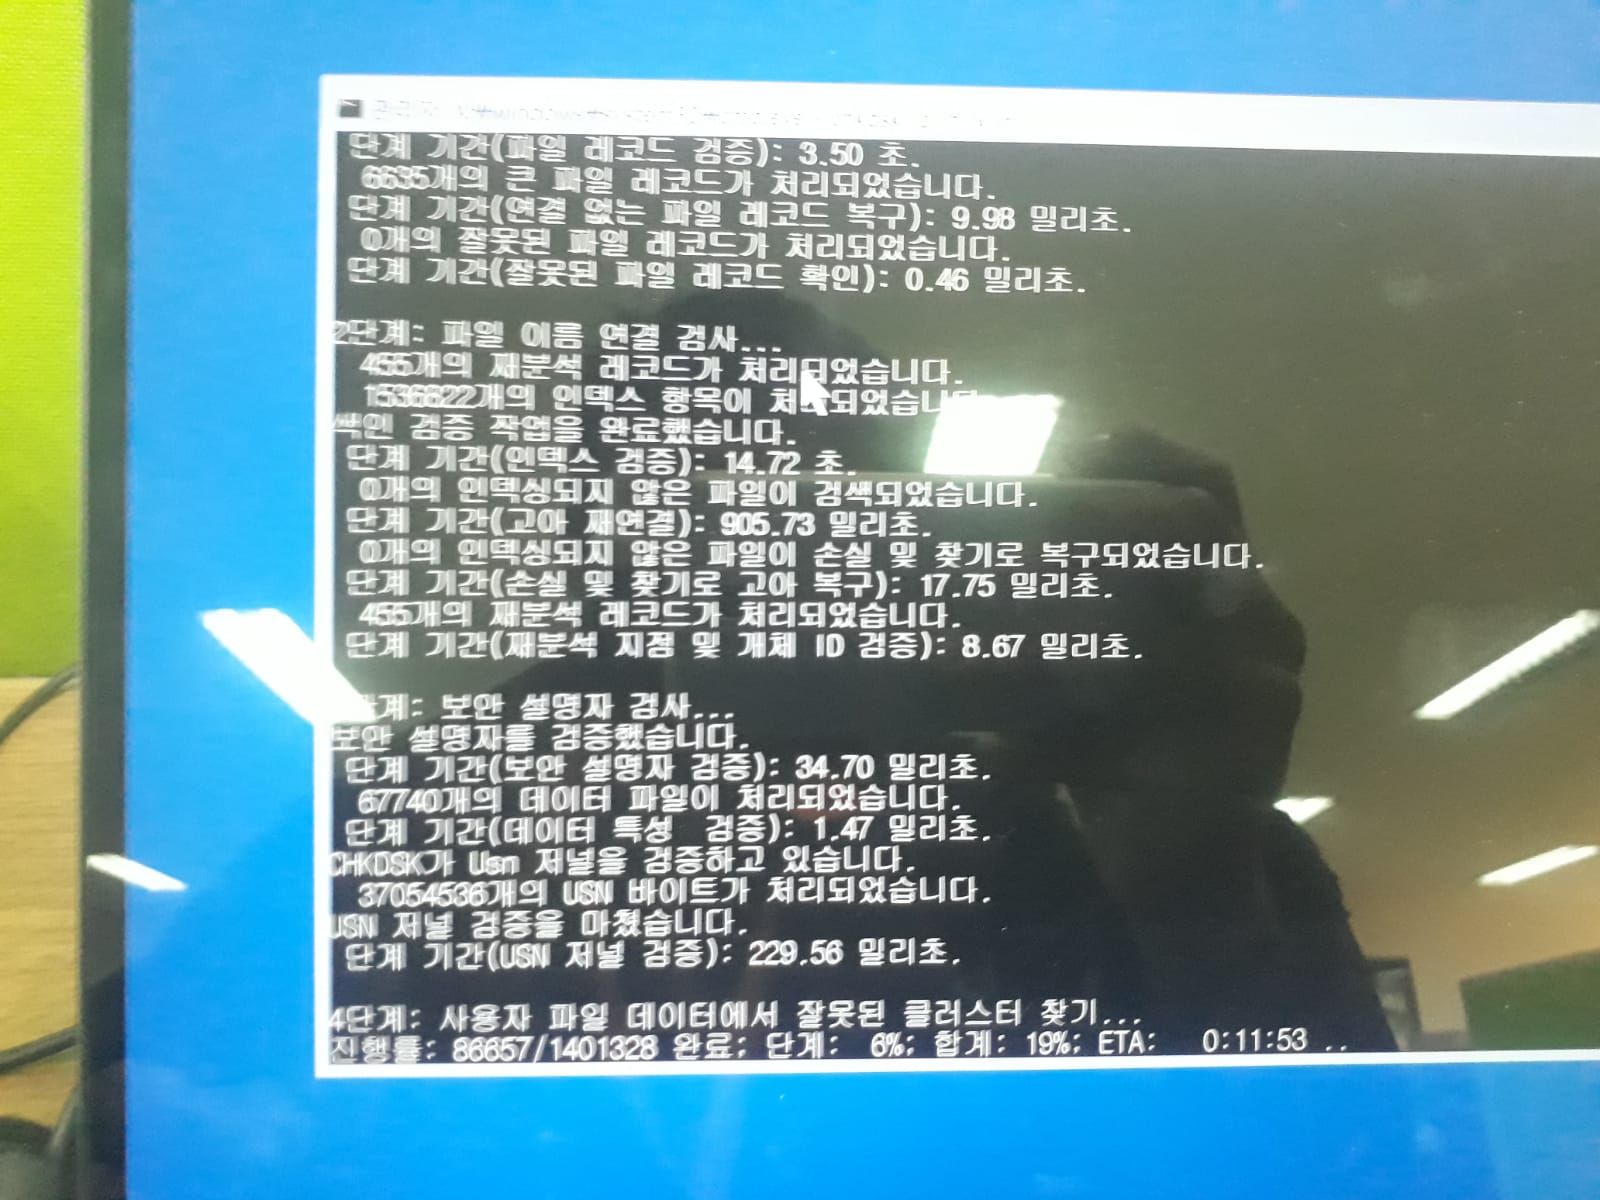 단계 기간(파일 레코드 검증): 3.50 초.
6635개의 큰 파일 레코드가 처리되었습니다.
단계 기간(연결 없는 파일 레코드 복구): 9.98 밀리초.
0개의 잘못된 파일 레코드가 처리되었습니다.
단계 기간(잘못된 파일 레코드 확인): 0.46 밀리초.
2단계: 파일 이름 연결 검사...
455개의 재분석 레코드가 처리되었습니다.
1536822개의 인덱스 항목이 처리되었습니다.
색인 검증 작업을 완료했습니다.
단계 기간(인덱스 검증): 14.72 초.
0개의 인덱싱되지 않은 파일이 검색되었습니다.
단계 기간(고아 재연결): 905.73 밀리초.
0개의 인덱싱되지 않은 파일이 손실 및 찾기로 복구되었습니다.
단계 기간(손실 및 찾기로 고아 복구): 17.75 밀리초.
455개의 재분석 레코드가 처리되었습니다.
단계 기간(재분석 지점 및 개체 ID 검증): 8.67 밀리초.
단계: 보안 설명자 검사...
보안 설명자를 검증했습니다.
단계 기간(보안 설명자 검증): 34.70 밀리초.
67740개의 데이터 파일이 처리되었습니다.
단계 기간(데이터 특성  검증): 1.47 밀리초.
CHKDSK가 Usn 저널을 검증하고 있습니다.
37054536개의 USN 바이트가 처리되었습니다.
USN 저널 검증을 마쳤습니다.
단계 기간(USN 저널 검증): 229.56 밀리초.
4단계: 사용자 파일 데이터에서 잘못된 클러스터 찾기...
진행률: 86657/1401328 완료; 단계:  6%; 합계: 19%; ETA:   0:11:53 ..